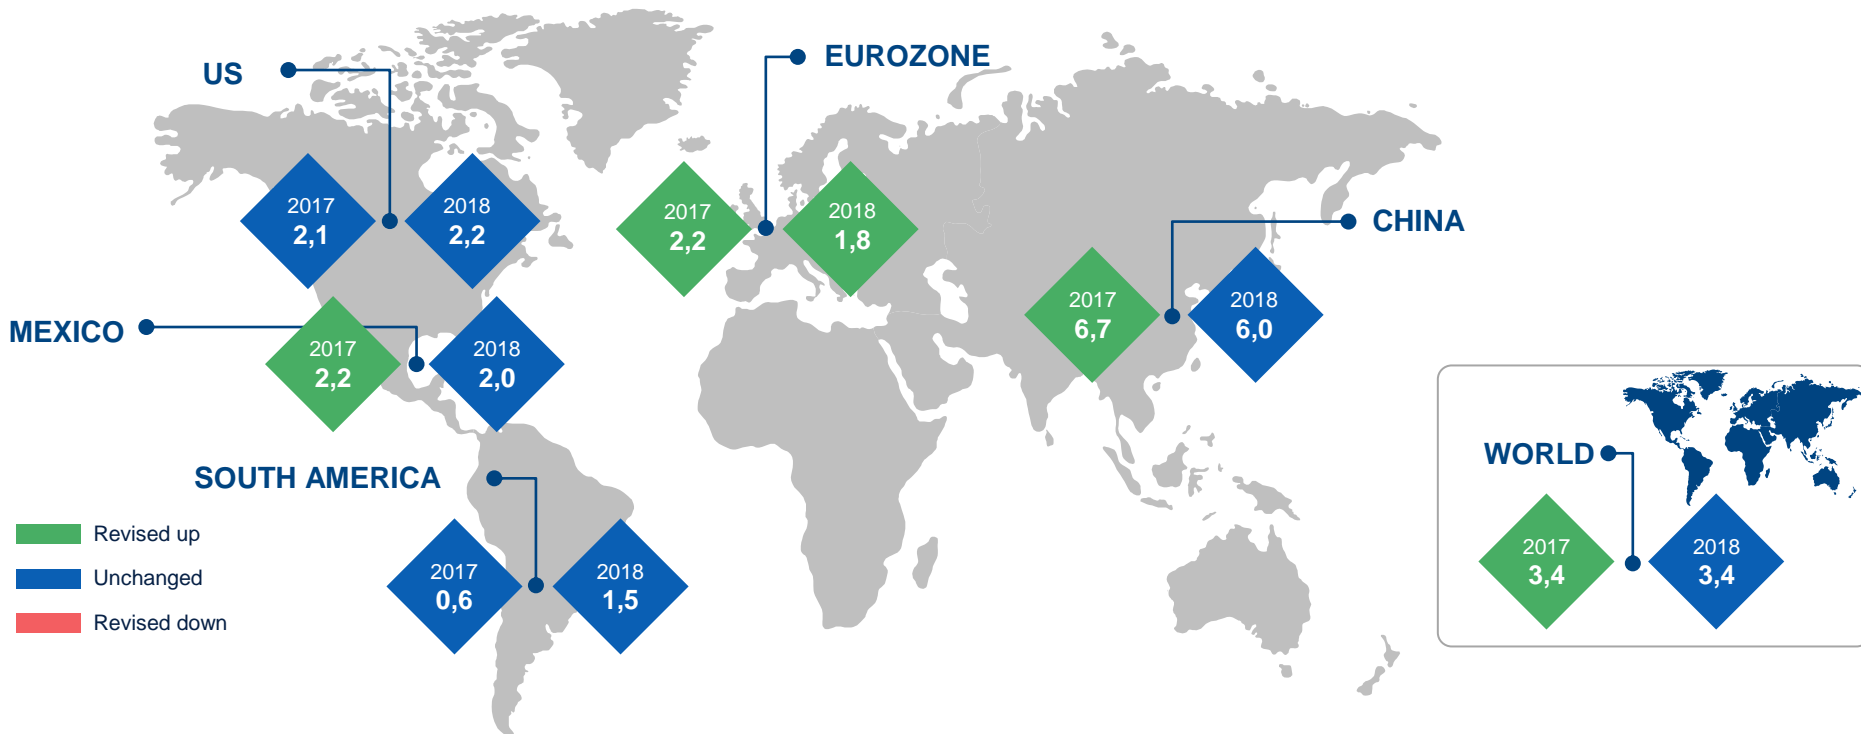 US
2017
2,1
2018
2,2
EUROZONE
2017
2,2
2018
1,8
CHINA
2017
6,7
2018
6,0
MEXICO
2017
2,2
2018
2,0
SOUTH AMERICA
2017
0,6
2018
1,5
WORLD
2017
3,4
2018
3,4
Revised up
Unchanged
Revised down